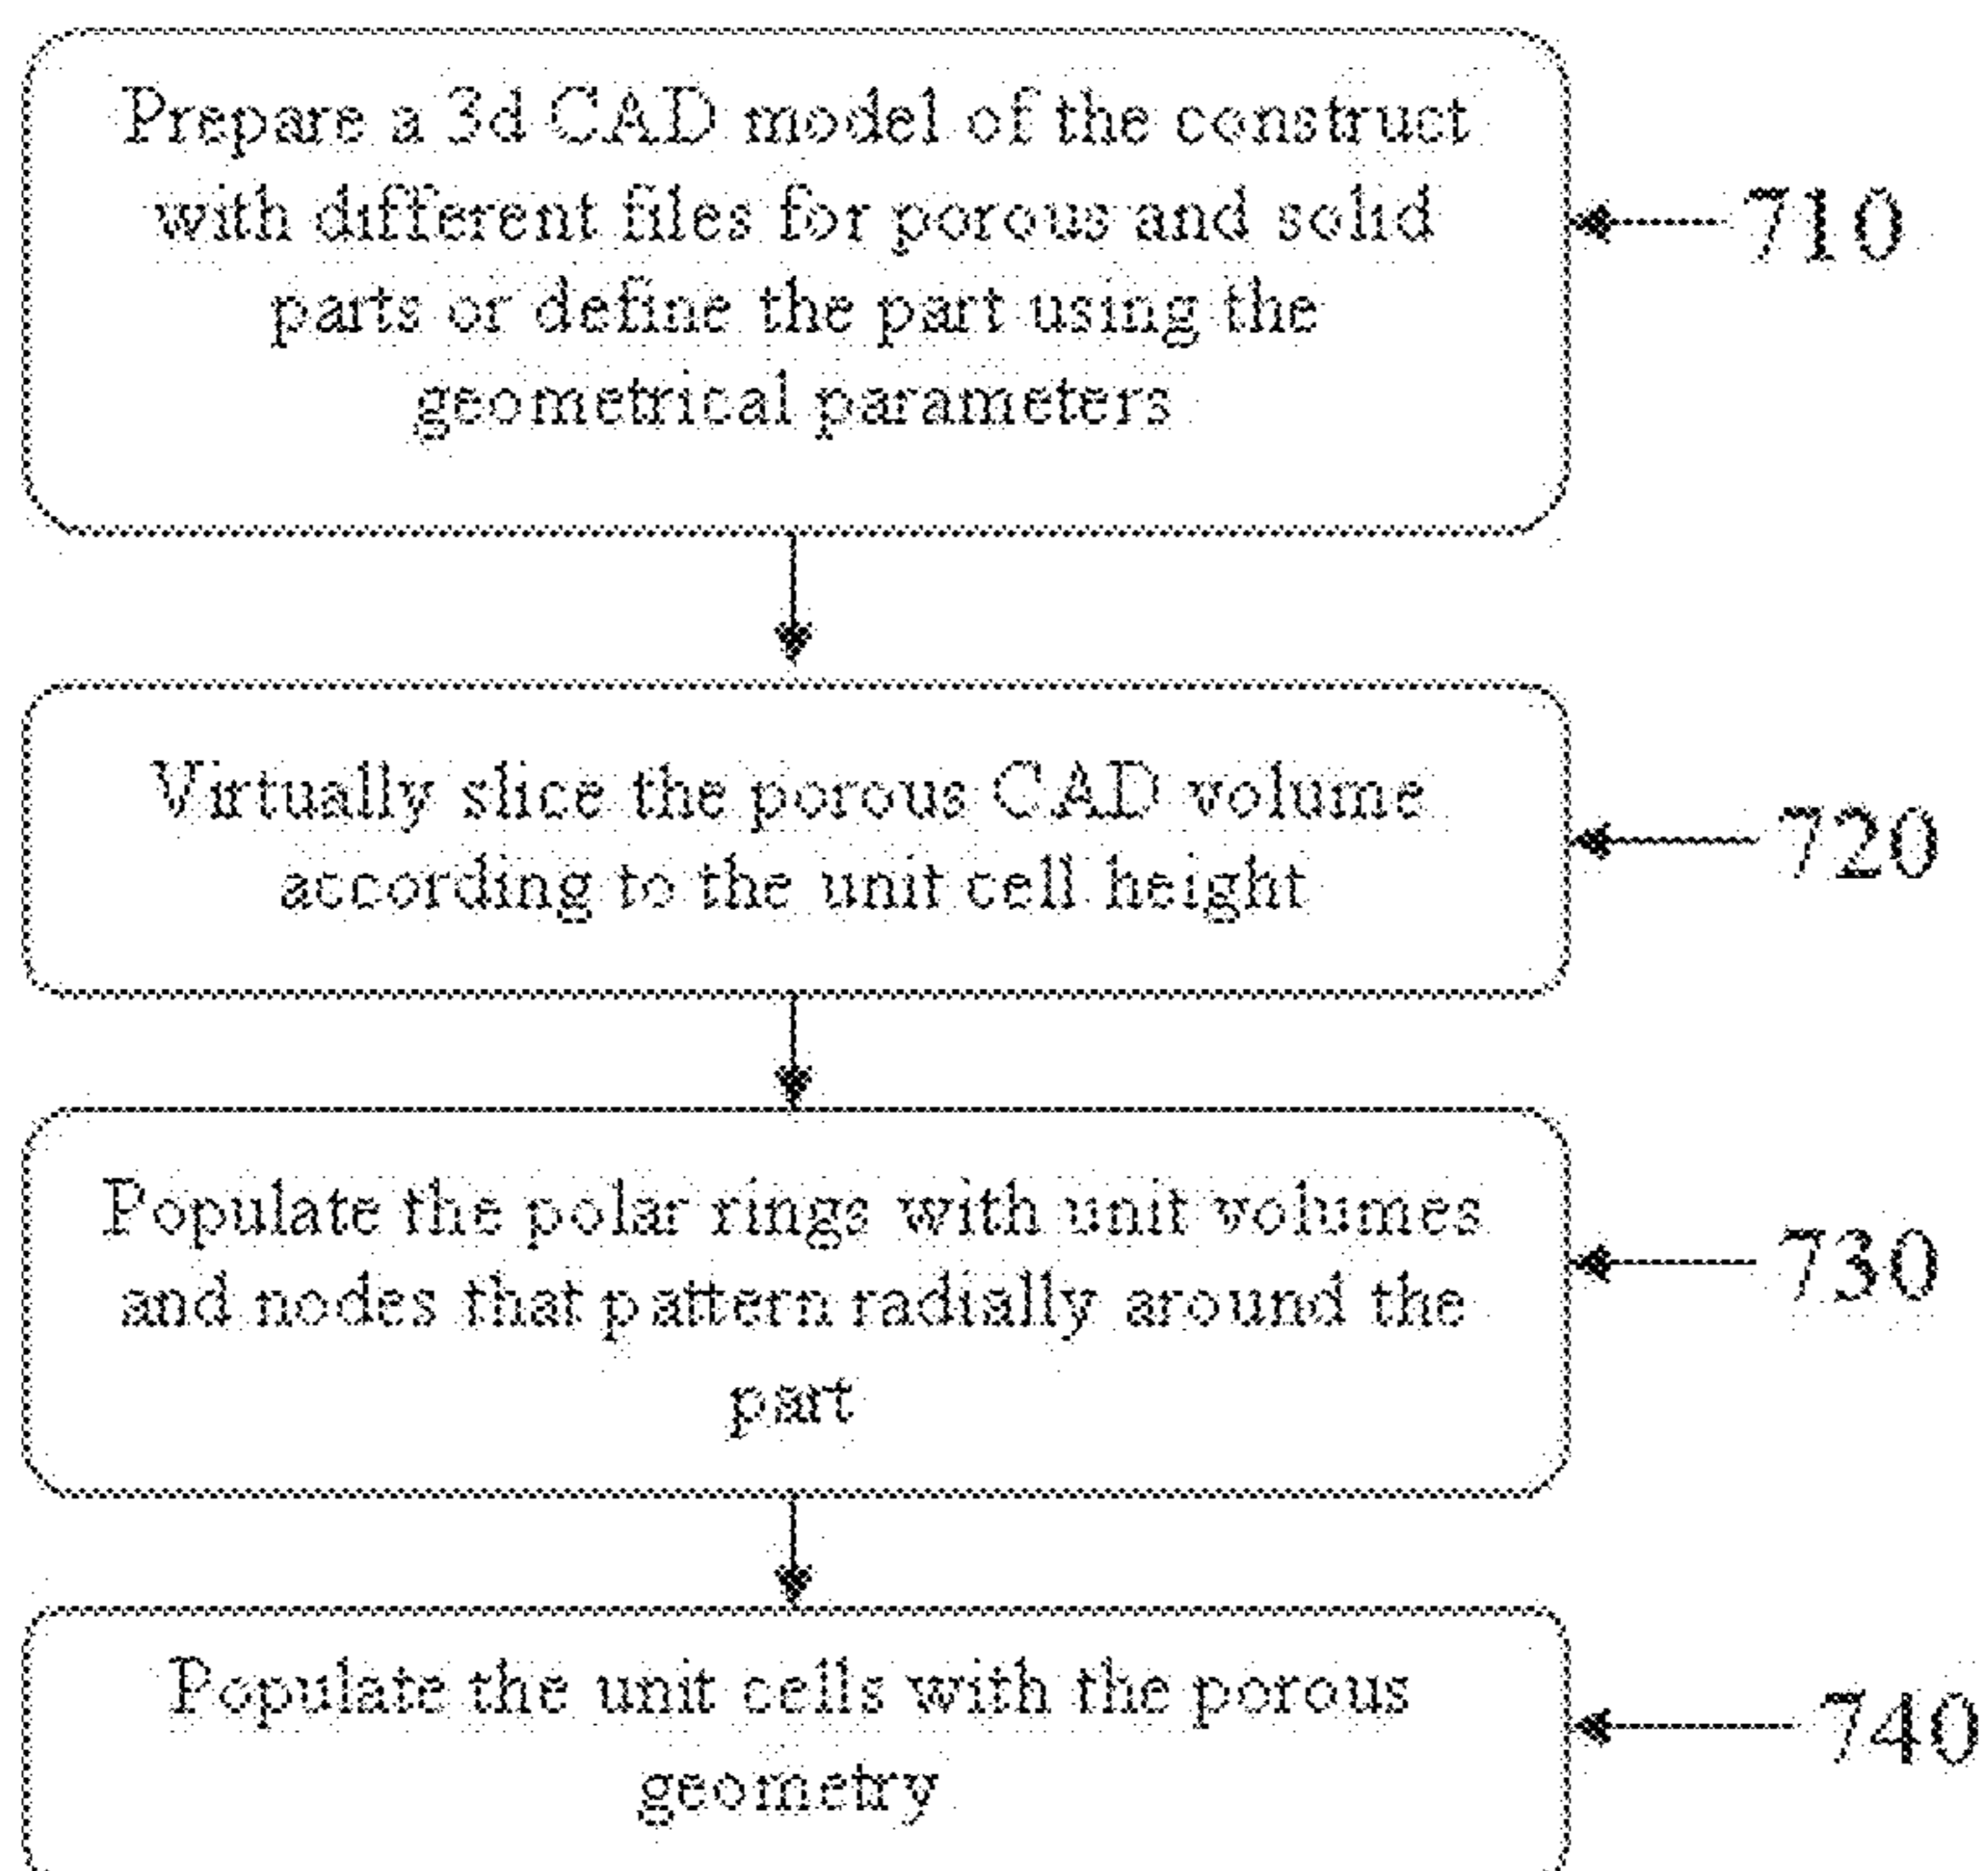 Prepare a 3d CAD model of the construct
with different files for porous and solid
parts or define the part using the
geometrical parameters
710
Virtually slice the porous CAD volume
according to the unit cell height
720
Populate the polar rings with unit volumes
and nodes that pattern radially around the
part
730
Populate the unit cells with the porous
geometry
740